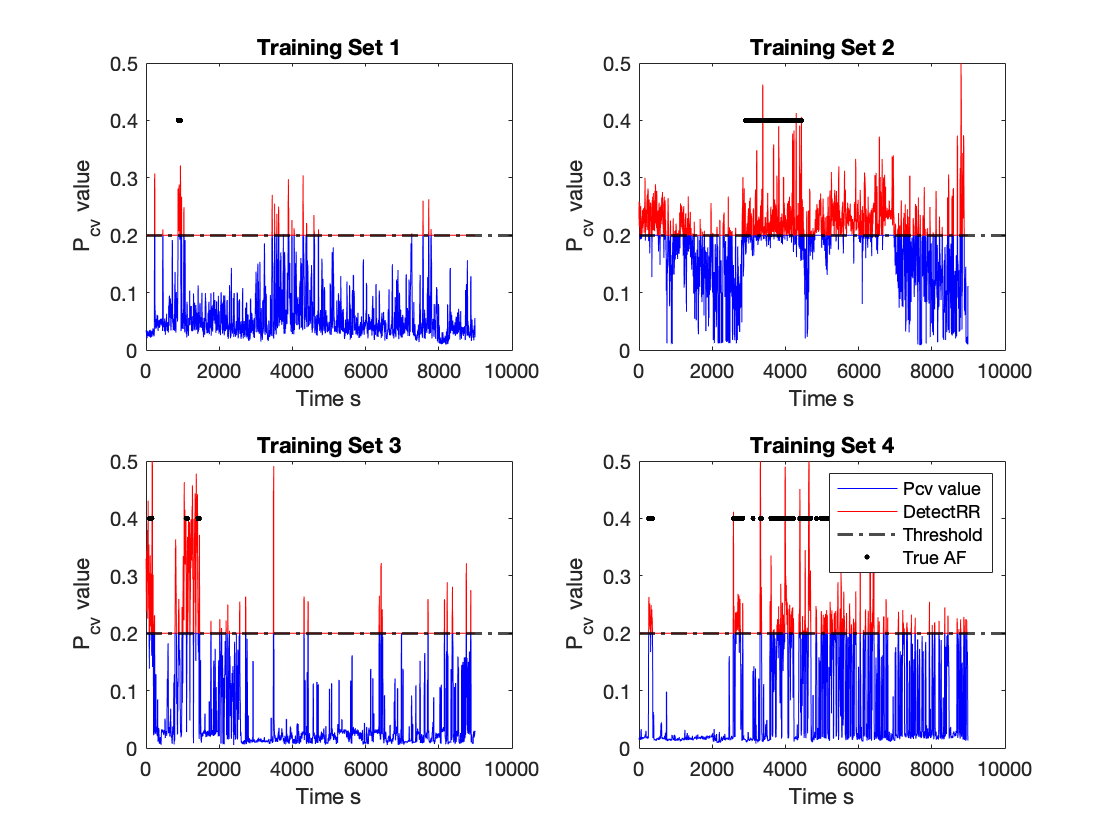 Training Set 1
0.5
0.4
0.3
0.2
0.1
0
P_cv value
0 2000 4000 6000 8000 10000
Time s
Training Set 2
0.5
0.4
0.3
0.2
0.1
0
P_cv value
0 2000 4000 6000 8000 10000
Time s
Training Set 3
0.5
0.4
0.3
0.2
0.1
0
P_cv value
0 2000 4000 6000 8000 10000
Time s
Training Set 4
0.5
0.4
0.3
0.2
0.1
0
P_cv value
0 2000 4000 6000 8000 10000
Time s
Pcv value
DetectRR
Threshold
True AF